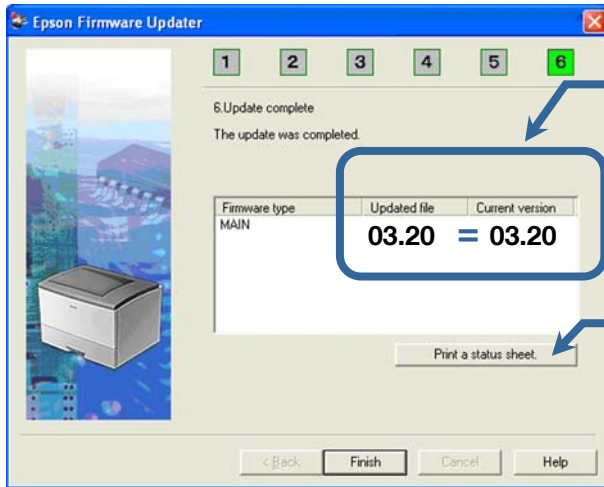 Epson Firmware Updater
1 2 3 4 5 6
6.Update complete
The update was completed.
Firmware type Updated file Current version
MAIN 03.20 = 03.20
Print a status sheet.
< Back Finish Cancel Help